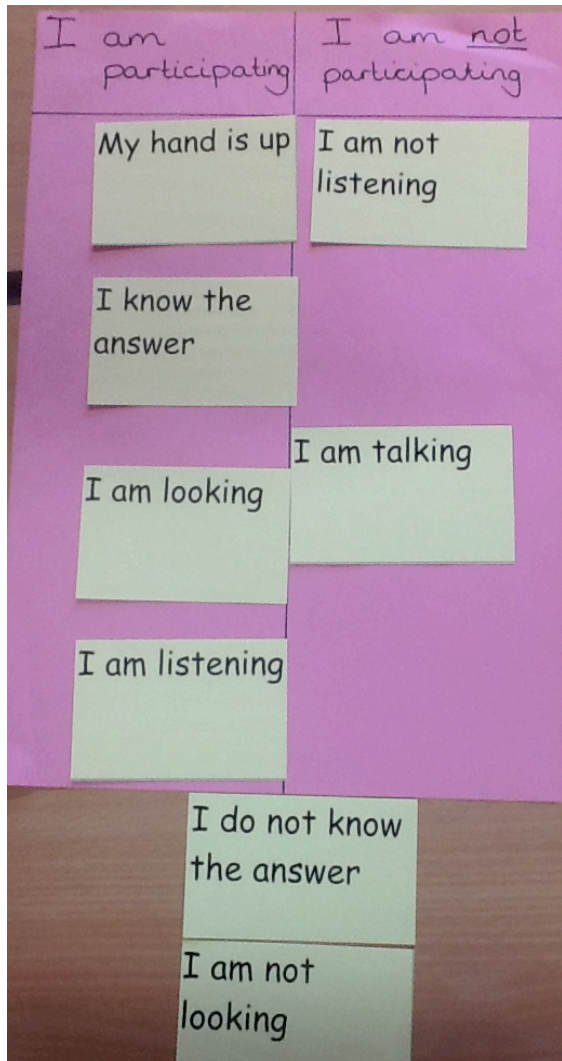 I am
participating
I am not
participating
My hand is up
I am not
listening
I know the
answer
I am talking
I am looking
I am listening
I do not know
the answer
I am not
looking